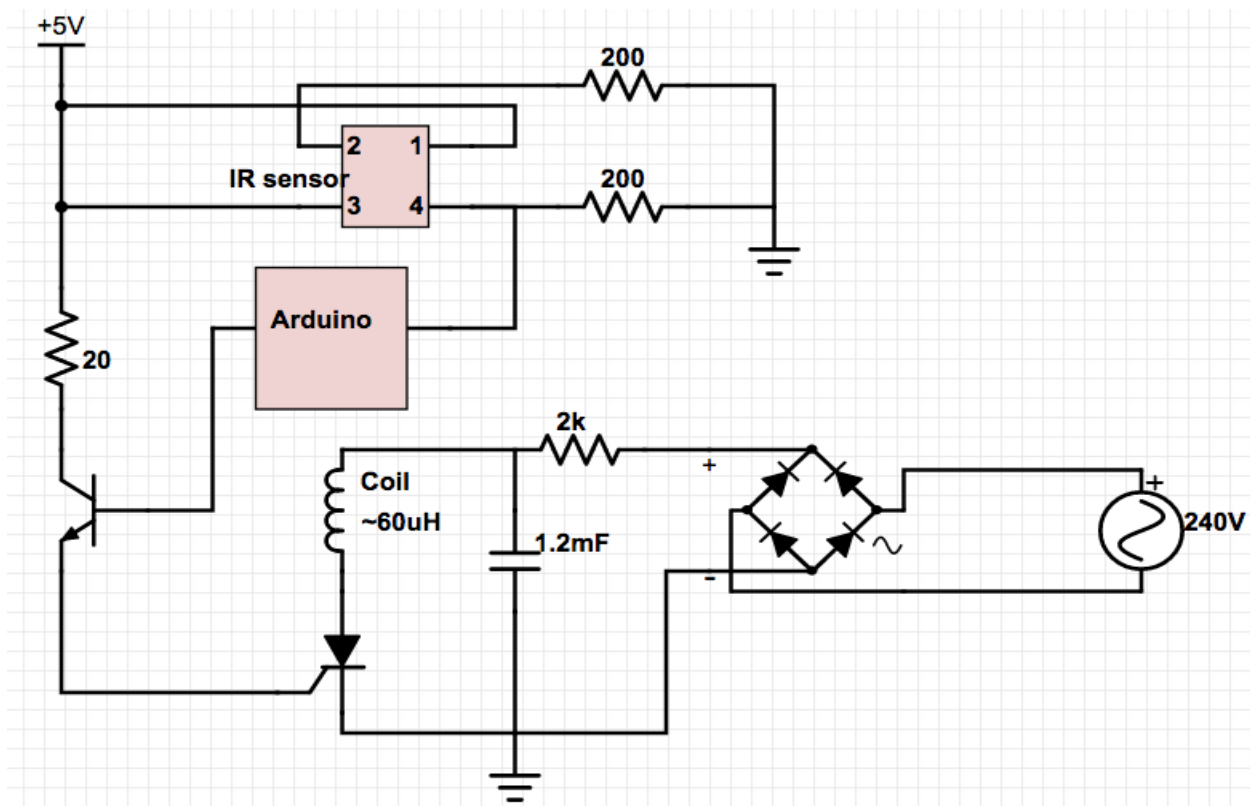 +5V
200
2
1
IR sensor
200
3
4
Arduino
20
2k
+
Coil
+
~60uH
240V
1.2mF
-